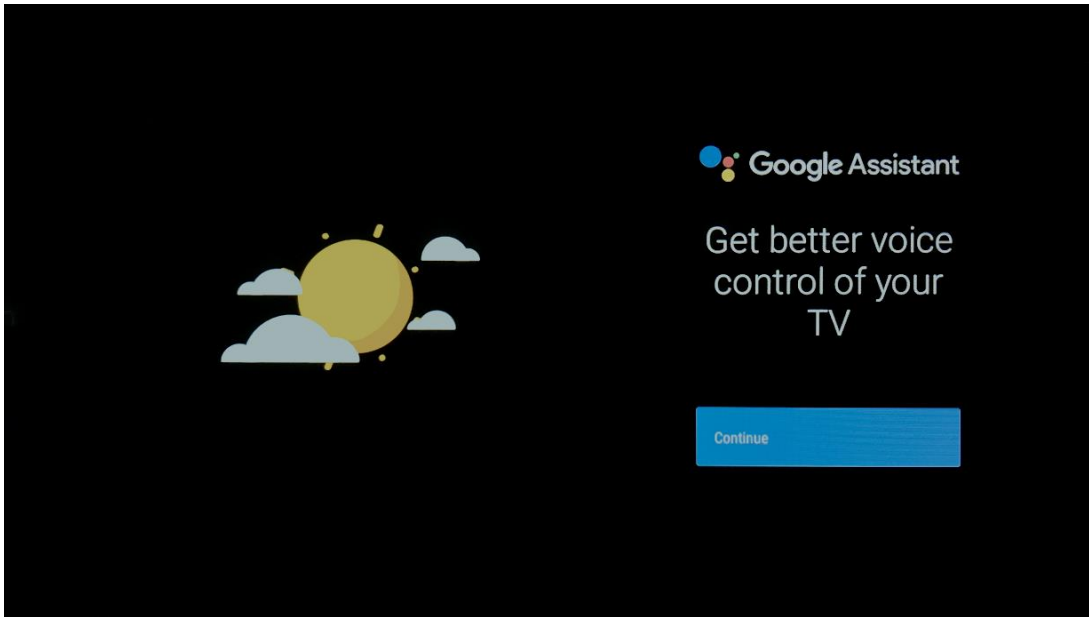 Google Assistant
Get better voice
control of your
TV
Continue